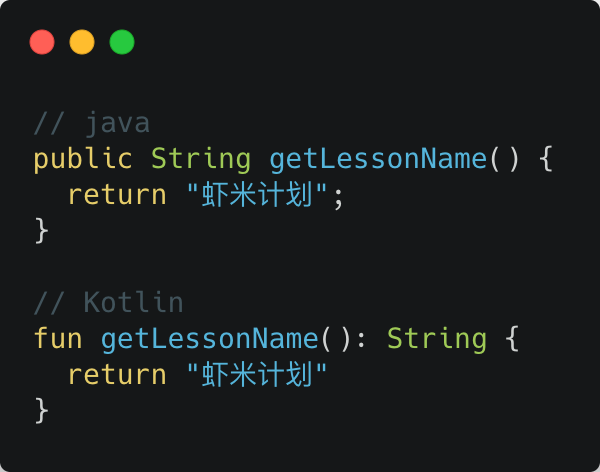 // java
public String getLessonName() {
  return "虾米计划";
}

// Kotlin
fun getLessonName(): String {
  return "虾米计划"
}